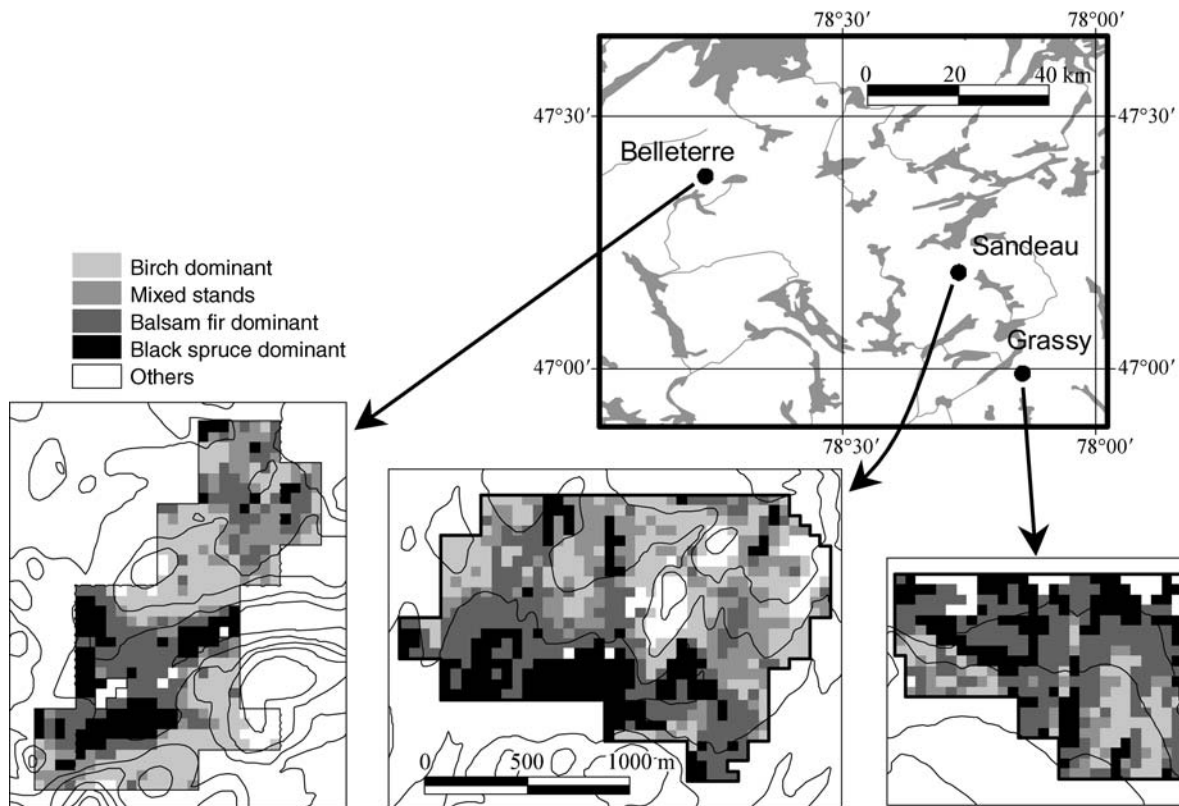 78°30′
78°00′
0
20
40 km
47°30′
47°30′
Belleterre
Sandeau
Grassy
47°00′
47°00′
78°30′
78°00′
Birch dominant
Mixed stands
Balsam fir dominant
Black spruce dominant
Others
0
500
1000 m